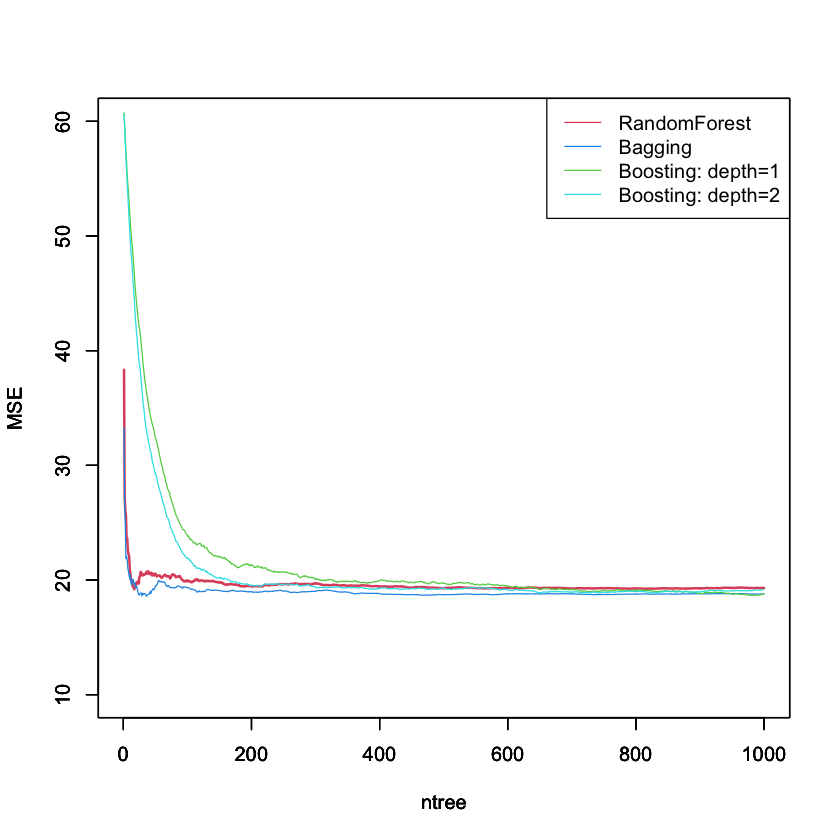 RandomForest
Bagging
Boosting: depth=1
Boosting: depth=2
60
50
40
30
20
10
MSE
0 200 400 600 800 1000
ntree